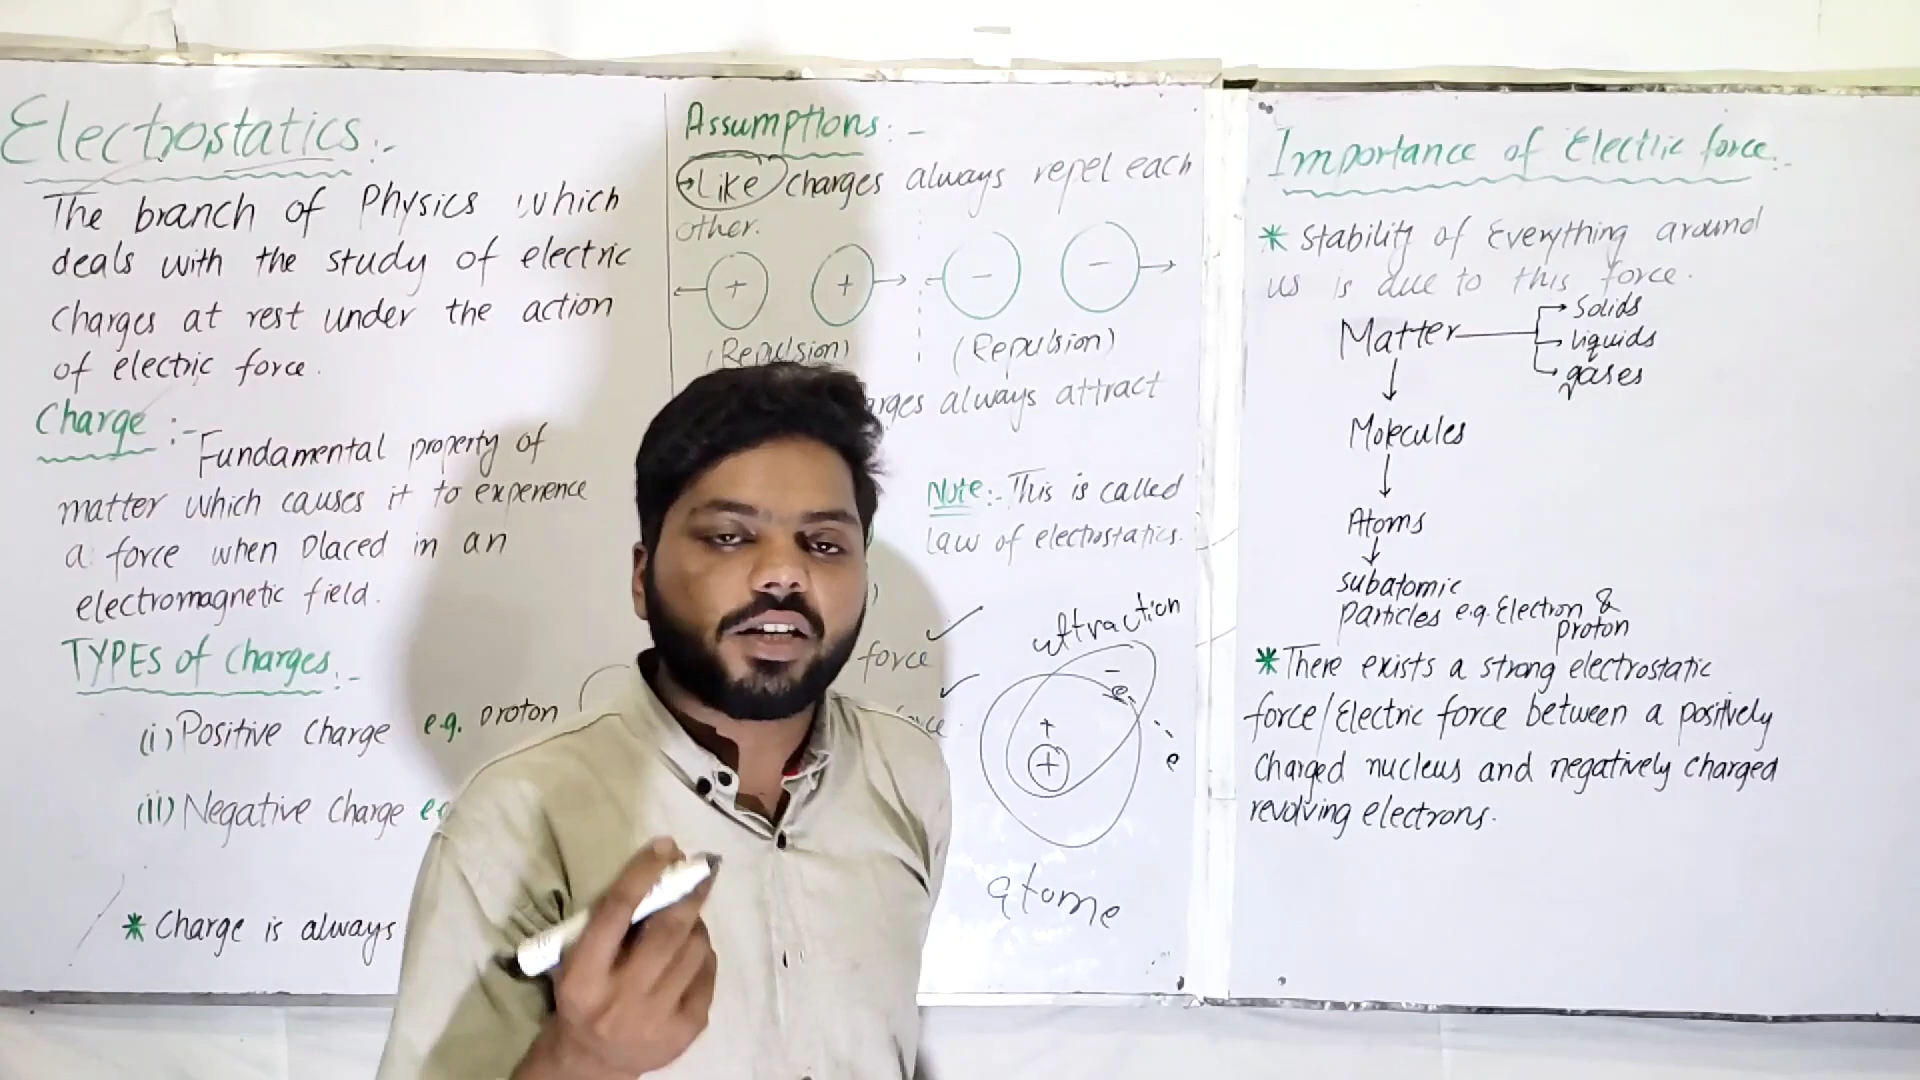 Electrostatics:-
The branch of Physics which
deals with the study of electric
charges at rest under the action
of electric force.
Charge :-
Fundamental property of
matter which causes it to experience
a force when placed in an
electromagnetic field.
TYPES of Charges:-
(i) Positive charge e.g. proton
(ii) Negative charge
* Charge is always
Assumptions:-
→Like charges always repel each
other.
+ + - -
(Repulsion) (Repulsion)
always attract
Note:- This is called
law of electrostatics.
force
attraction
-
e
+
+
e
atome
Importance of Electric force:-
* Stability of Everything around
us is due to this force.
Solids
Matter
liquids
gases
Molecules
Atoms
subatomic
particles e.g. Electron &
proton
* There exists a strong electrostatic
force/Electric force between a positively
charged nucleus and negatively charged
revolving electrons.